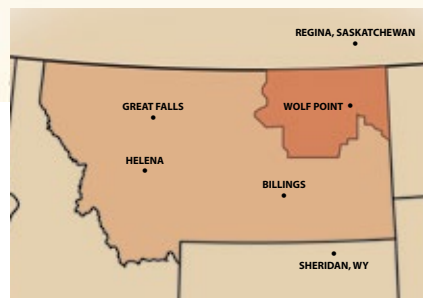 REGINA, SASKATCHEWAN
GREAT FALLS
WOLF POINT
HELENA
BILLINGS
SHERIDAN, WY